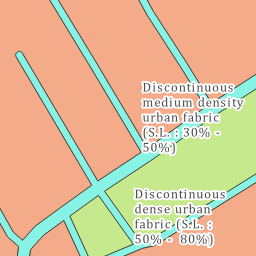 Discontinuous
medium density
urban fabric
(S.L. : 30% -
50%)
Discontinuous
dense urban
fabric (S.L. :
50% -  80%)